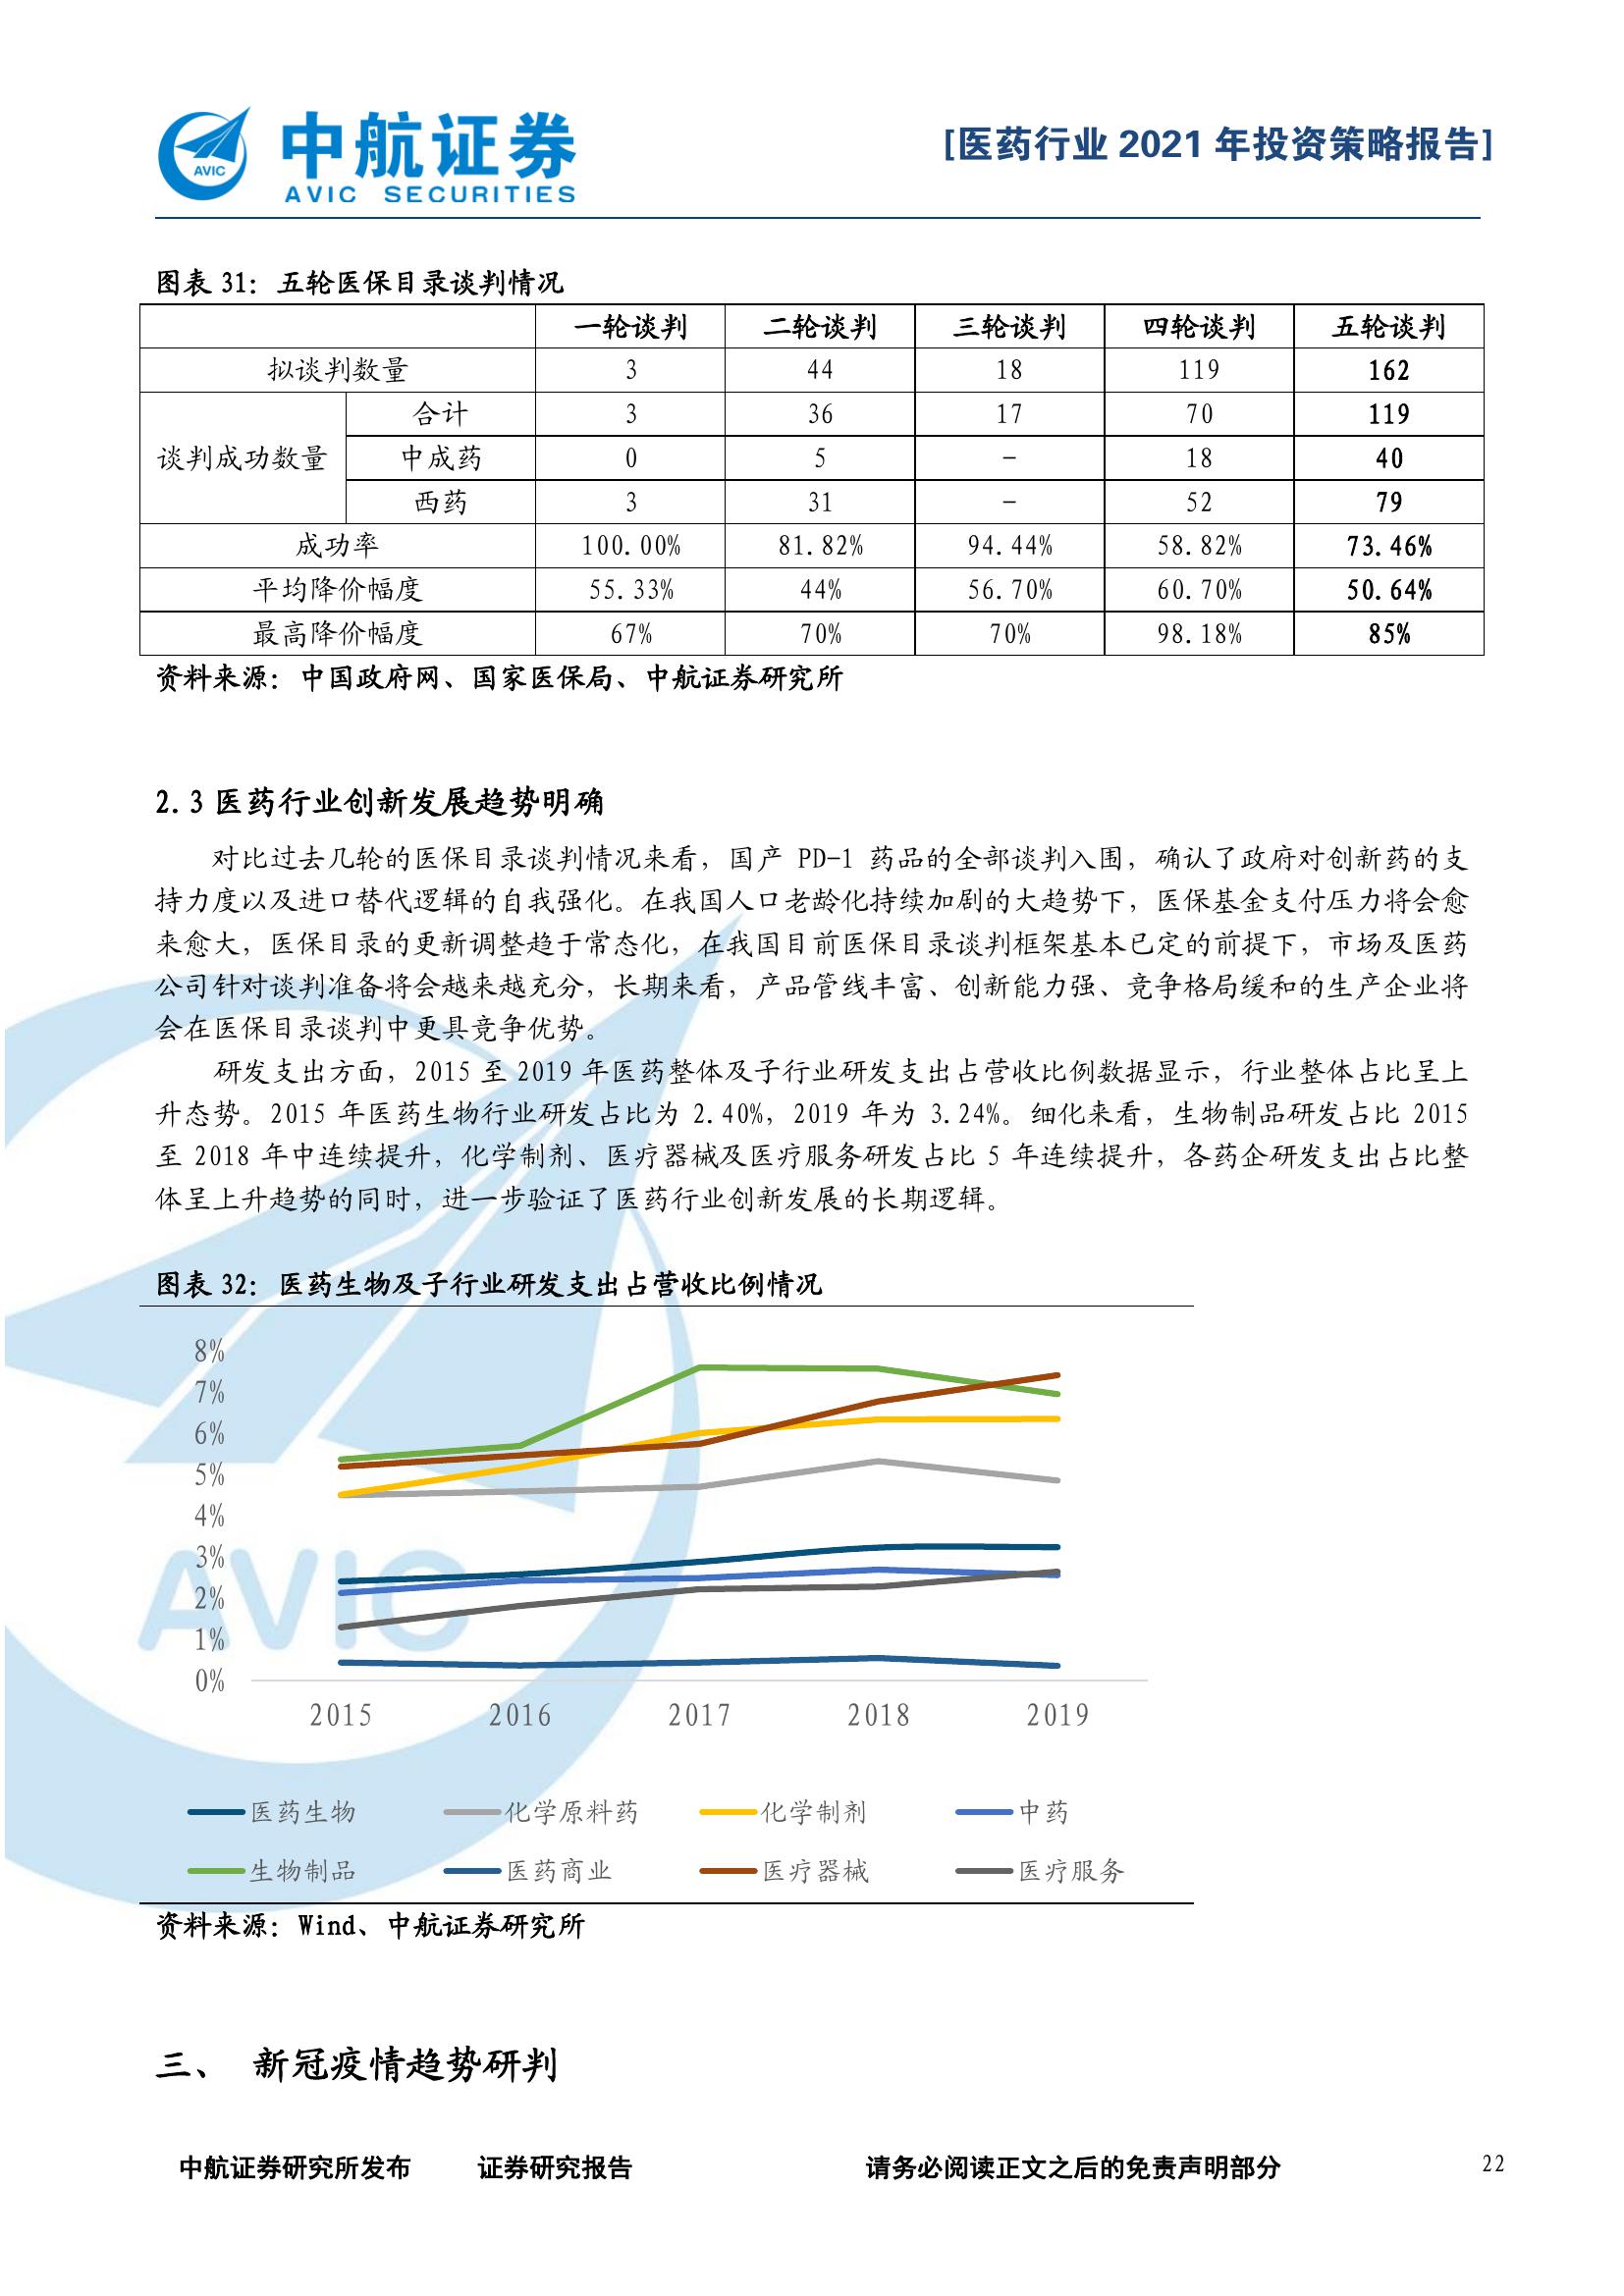 中航证券
AVIC
AVIC SECURITIES
[医药行业 2021 年投资策略报告]
图表 31：五轮医保目录谈判情况
一轮谈判 二轮谈判 三轮谈判 四轮谈判 五轮谈判
拟谈判数量 3 44 18 119 162
谈判成功数量 合计 3 36 17 70 119
中成药 0 5 - 18 40
西药 3 31 - 52 79
成功率 100.00% 81.82% 94.44% 58.82% 73.46%
平均降价幅度 55.33% 44% 56.70% 60.70% 50.64%
最高降价幅度 67% 70% 70% 98.18% 85%
资料来源：中国政府网、国家医保局、中航证券研究所
2.3 医药行业创新发展趋势明确
对比过去几轮的医保目录谈判情况来看，国产 PD-1 药品的全部谈判入围，确认了政府对创新药的支
持力度以及进口替代逻辑的自我强化。在我国人口老龄化持续加剧的大趋势下，医保基金支付压力将会愈
来愈大，医保目录的更新调整趋于常态化，在我国目前医保目录谈判框架基本已定的前提下，市场及医药
公司针对谈判准备将会越来越充分，长期来看，产品管线丰富、创新能力强、竞争格局缓和的生产企业将
会在医保目录谈判中更具竞争优势。
研发支出方面，2015 至 2019 年医药整体及子行业研发支出占营收比例数据显示，行业整体占比呈上
升态势。2015 年医药生物行业研发占比为 2.40%，2019 年为 3.24%。细化来看，生物制品研发占比 2015
至 2018 年中连续提升，化学制剂、医疗器械及医疗服务研发占比 5 年连续提升，各药企研发支出占比整
体呈上升趋势的同时，进一步验证了医药行业创新发展的长期逻辑。
图表 32：医药生物及子行业研发支出占营收比例情况
8%
7%
6%
5%
4%
3%
2%
1%
0%
AVIC
2015 2016 2017 2018 2019
医药生物 化学原料药 化学制剂 中药
生物制品 医药商业 医疗器械 医疗服务
资料来源：Wind、中航证券研究所
三、 新冠疫情趋势研判
中航证券研究所发布 证券研究报告 请务必阅读正文之后的免责声明部分 22